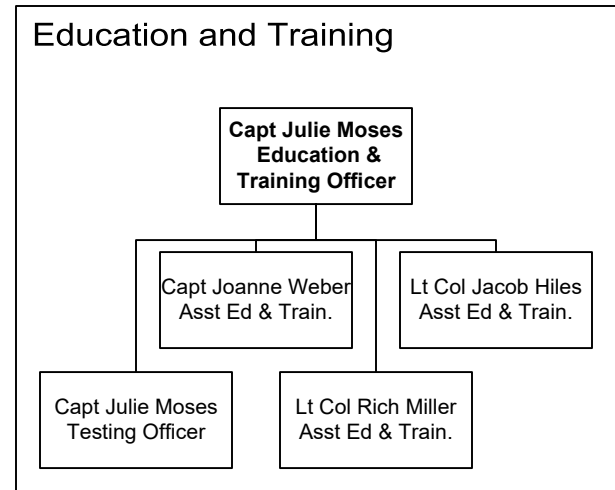 Education and Training
Capt Julie Moses
Education &
Training Officer
Capt Joanne Weber
Asst Ed & Train.
Lt Col Jacob Hiles
Asst Ed & Train.
Capt Julie Moses
Testing Officer
Lt Col Rich Miller
Asst Ed & Train.